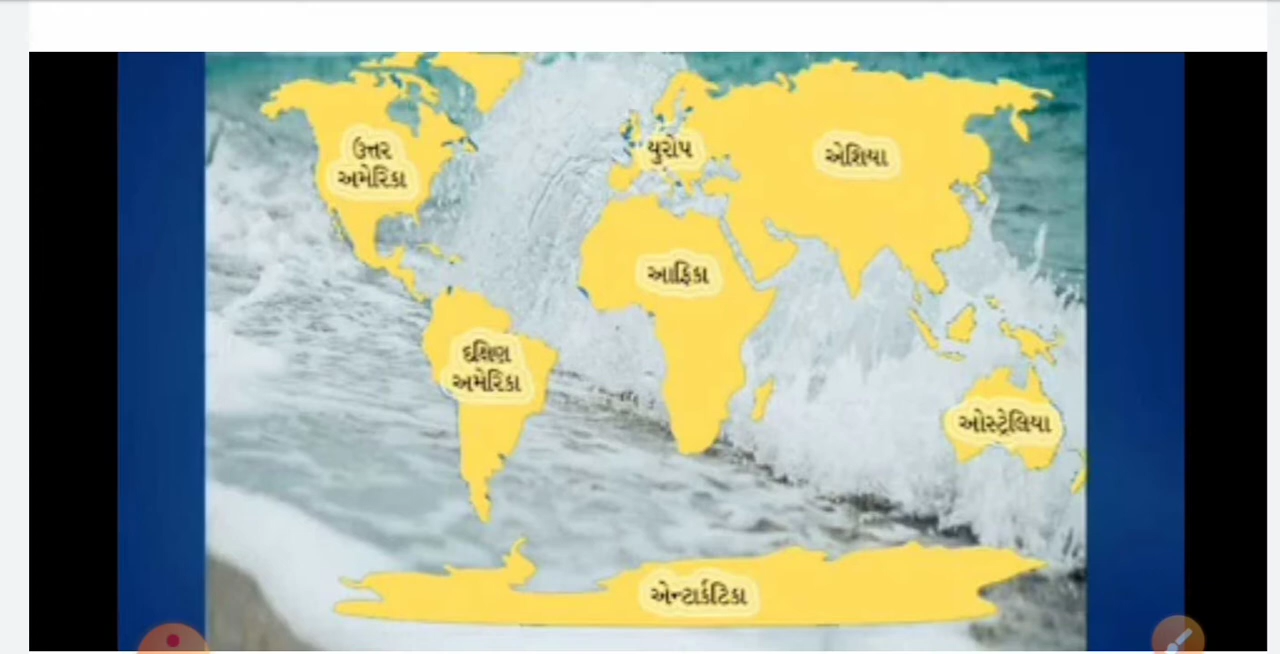 ઉત્તર
અમેરિકા
યુરોપ
એશિયા
આફ્રિકા
દક્ષિણ
અમેરિકા
ઓસ્ટ્રેલિયા
એન્ટાર્કટિકા